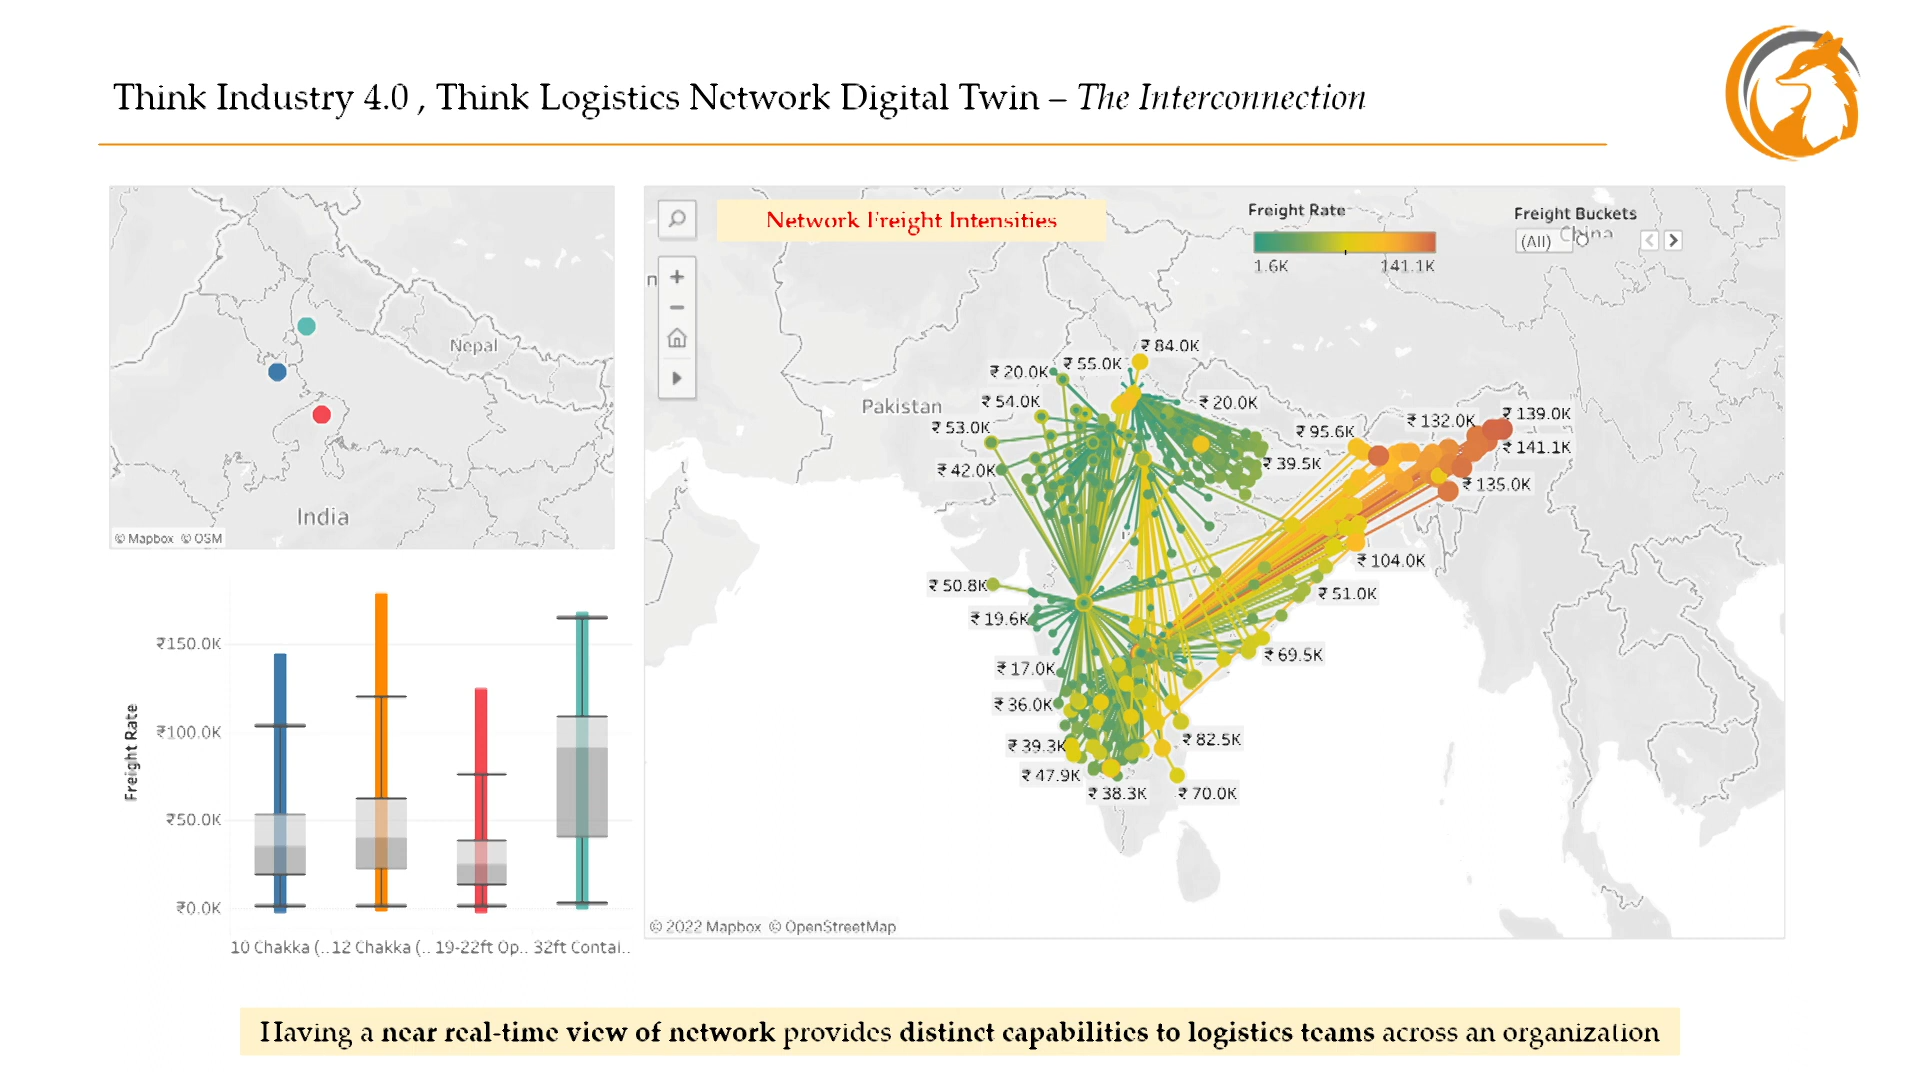 Think Industry 4.0 , Think Logistics Network Digital Twin – The Interconnection
Nepal
India
© Mapbox © OSM
Network Freight Intensities
Freight Rate
1.6K 141.1K
Freight Buckets
China
(All)
n
Pakistan
₹ 84.0K
₹ 55.0K
₹ 20.0K
₹ 54.0K
₹ 20.0K
₹ 53.0K
₹ 42.0K
₹ 39.5K
₹ 95.6K
₹ 132.0K
₹ 139.0K
₹ 141.1K
₹ 135.0K
₹ 104.0K
₹ 51.0K
₹ 50.8K
₹ 19.6K
₹ 69.5K
₹ 17.0K
₹ 36.0K
₹ 39.3K
₹ 82.5K
₹ 47.9K
₹ 38.3K
₹ 70.0K
© 2022 Mapbox © OpenStreetMap
Freight Rate
₹150.0K
₹100.0K
₹50.0K
₹0.0K
10 Chakka (.. 12 Chakka (.. 19-22ft Op.. 32ft Contai..
Having a near real-time view of network provides distinct capabilities to logistics teams across an organization